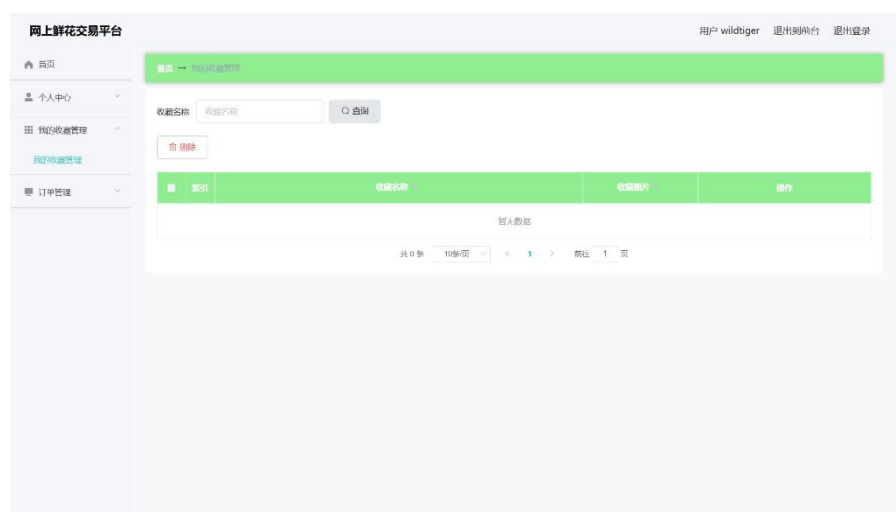 网上鲜花交易平台
用户 wildtiger 退出到前台 退出登录
首页
个人中心
我的收藏管理
我的收藏管理
订单管理
首页 → 我的收藏管理
收藏名称 收藏名称 查询
删除
索引 收藏名称 收藏图片 操作
暂无数据
共 0 条 10条/页 1 前往 1 页